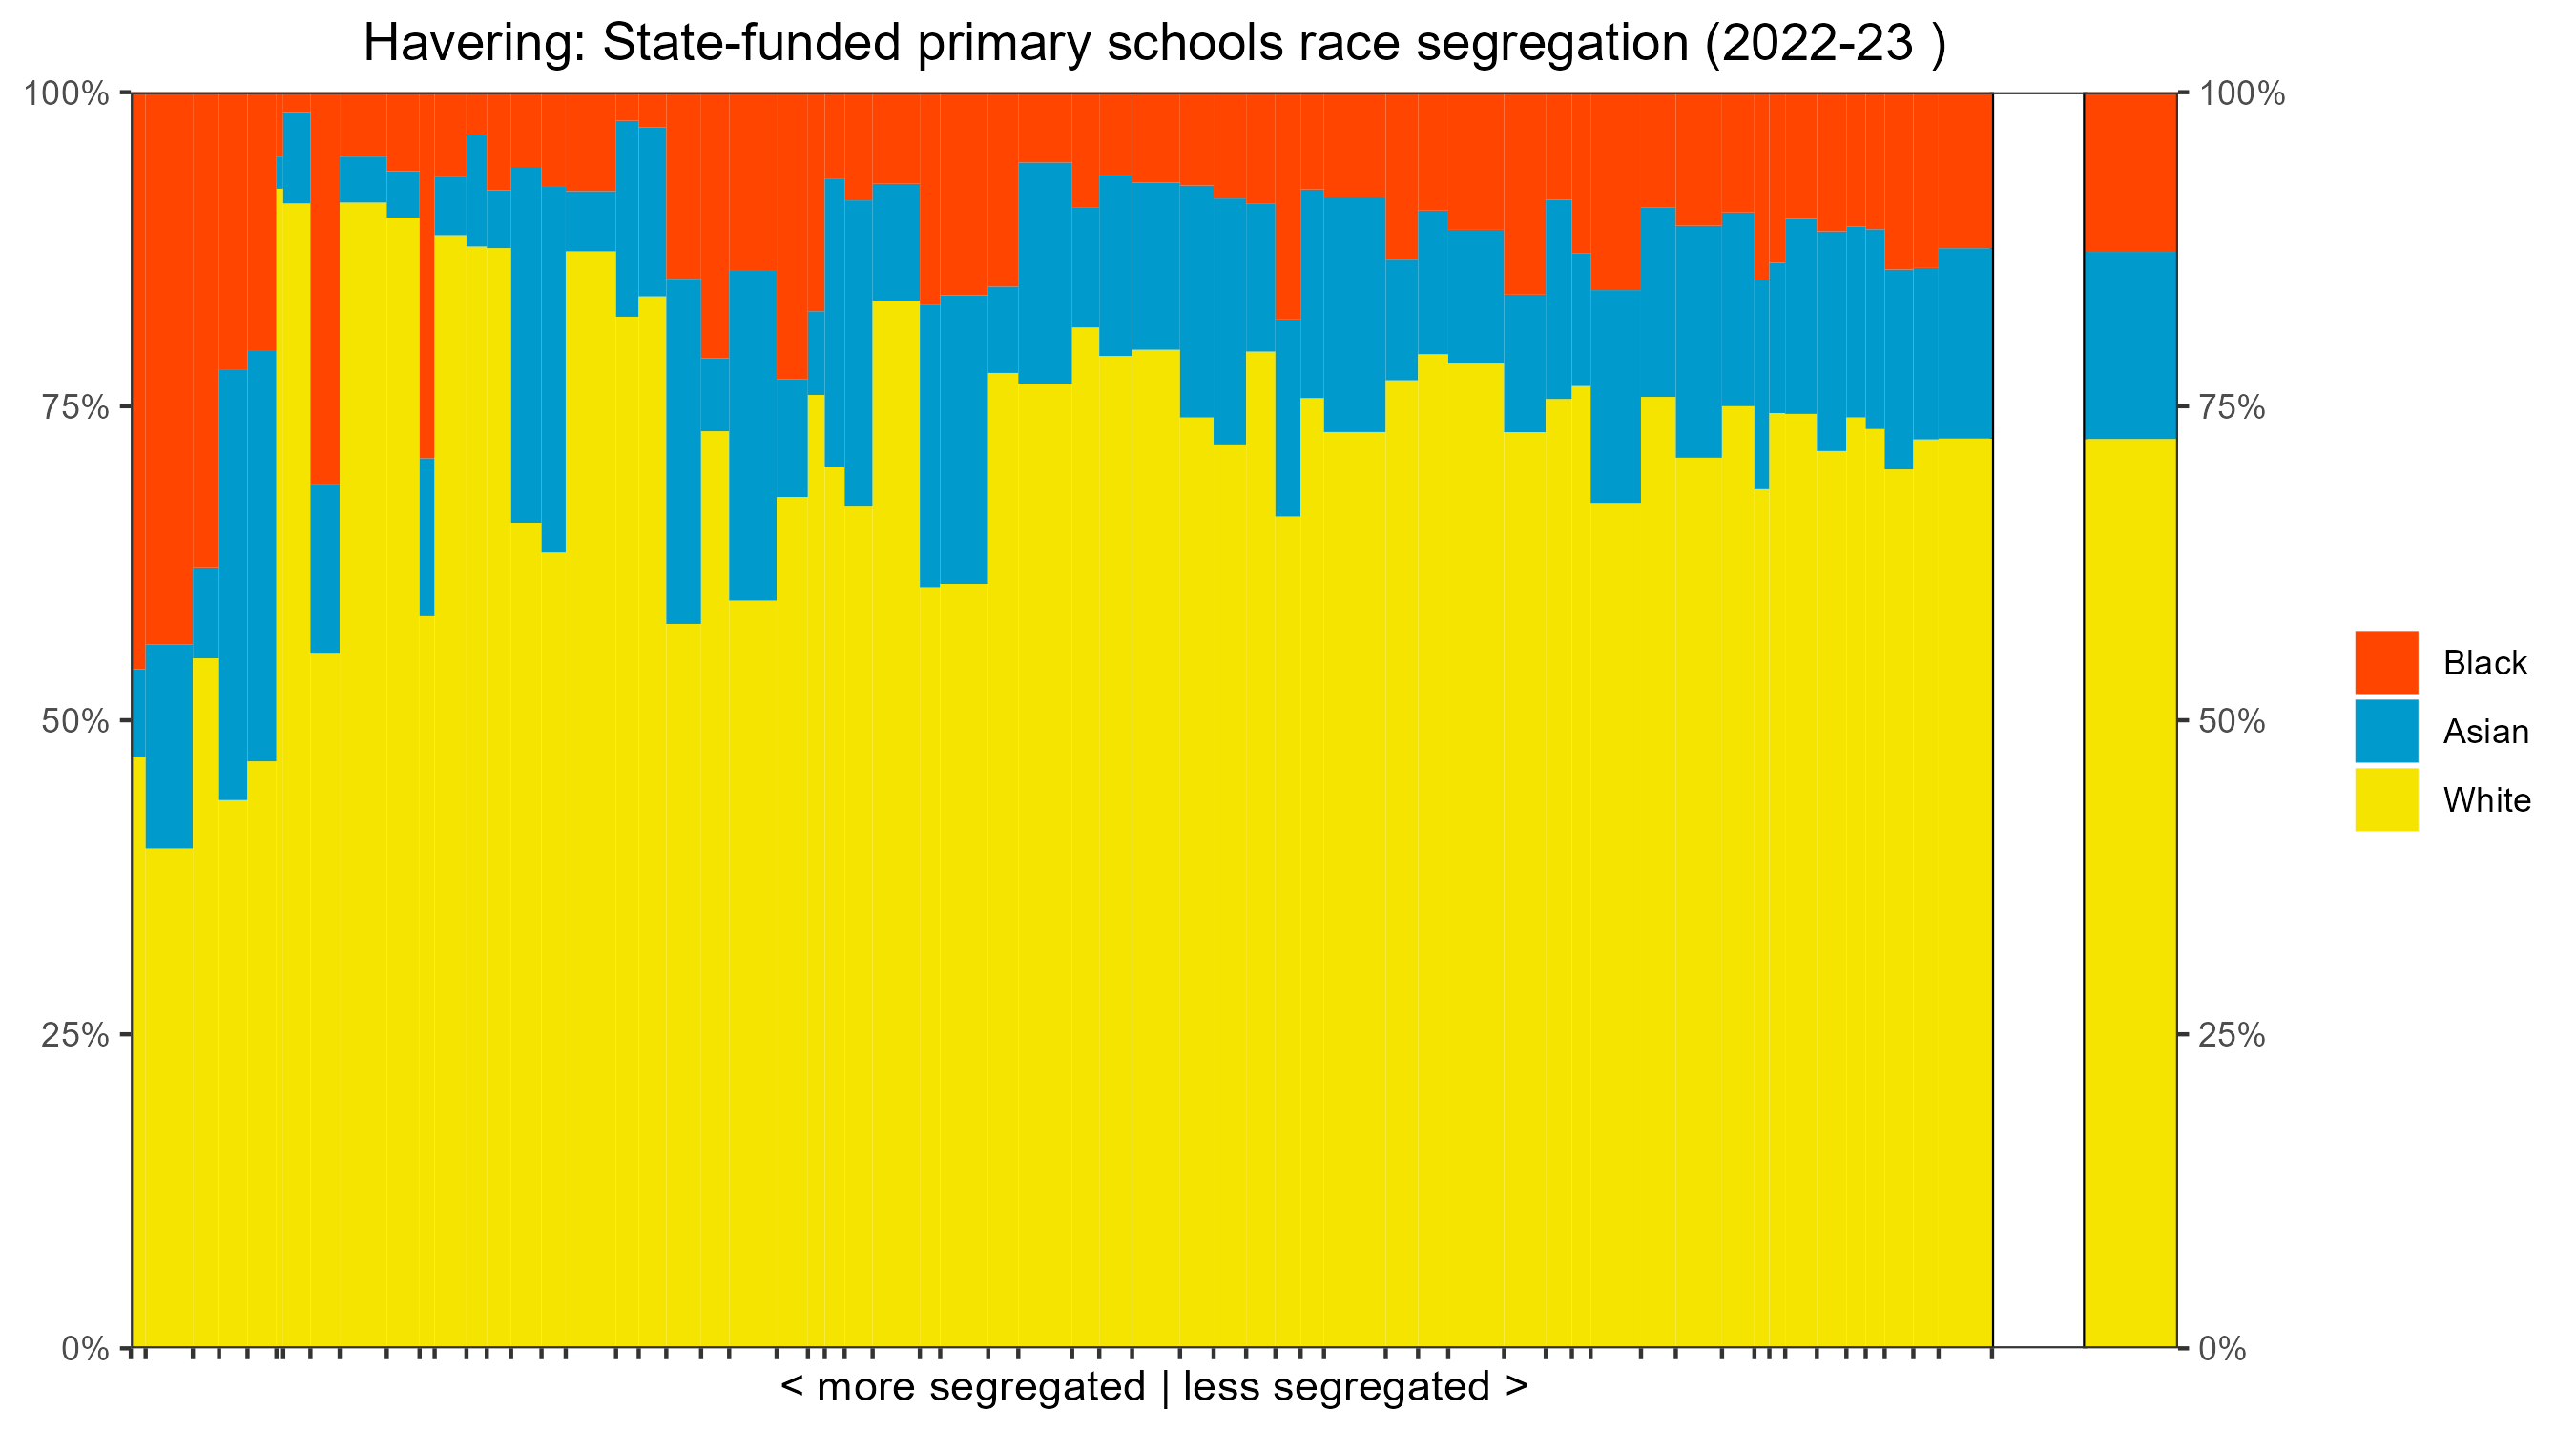 Havering: State-funded primary schools race segregation (2022-23 )
100%
75%
50%
25%
0%
100%
75%
50%
25%
0%
Black
Asian
White
< more segregated | less segregated >